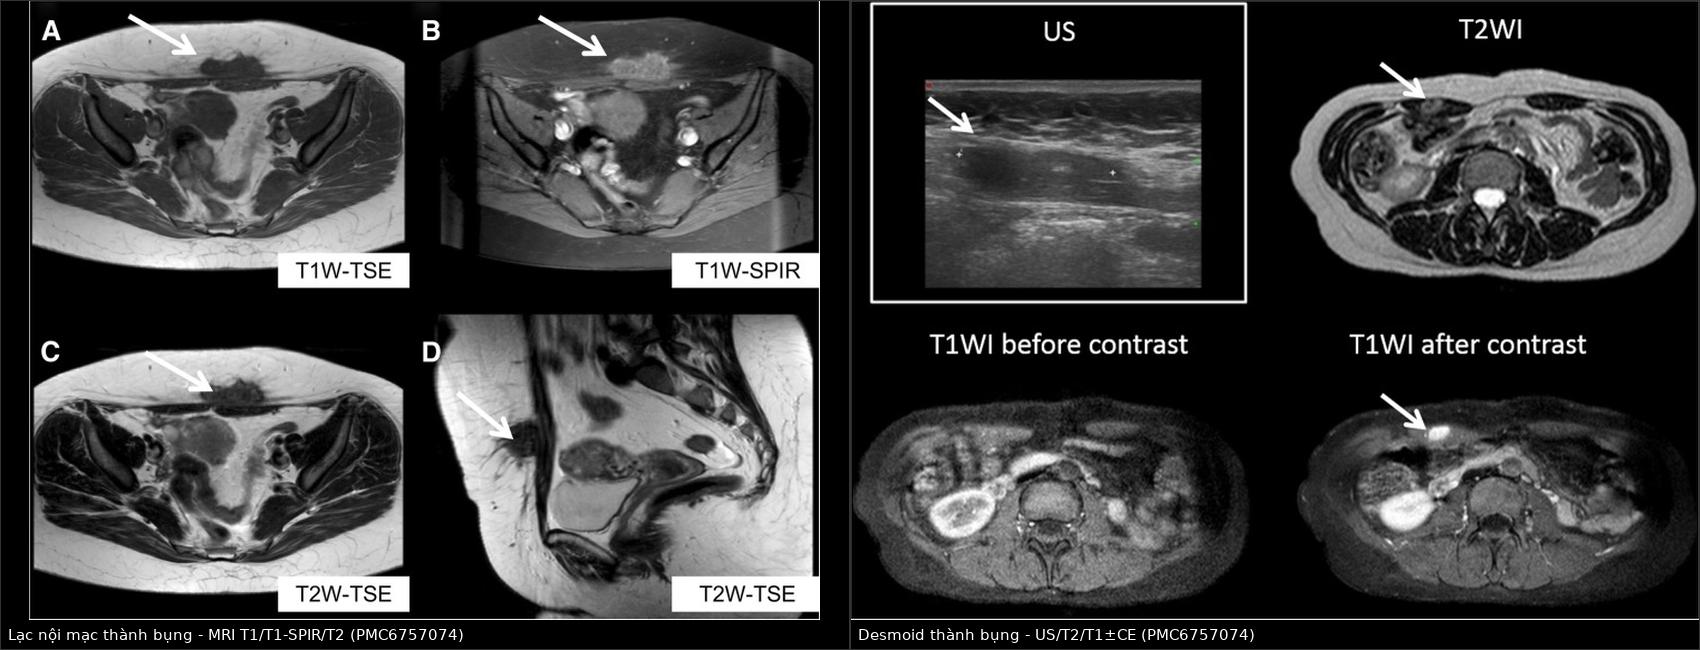 A
B
T1W-TSE
T1W-SPIR
C
D
T2W-TSE
T2W-TSE
Lạc nội mạc thành bụng - MRI T1/T1-SPIR/T2 (PMC6757074)
US
T2WI
T1WI before contrast
T1WI after contrast
Desmoid thành bụng - US/T2/T1±CE (PMC6757074)